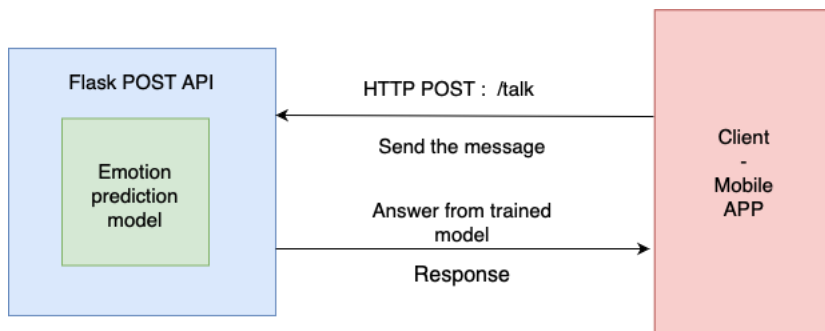 Flask POST API
Emotion
prediction
model
HTTP POST : /talk
Send the message
Answer from trained
model
Response
Client
-
Mobile
APP